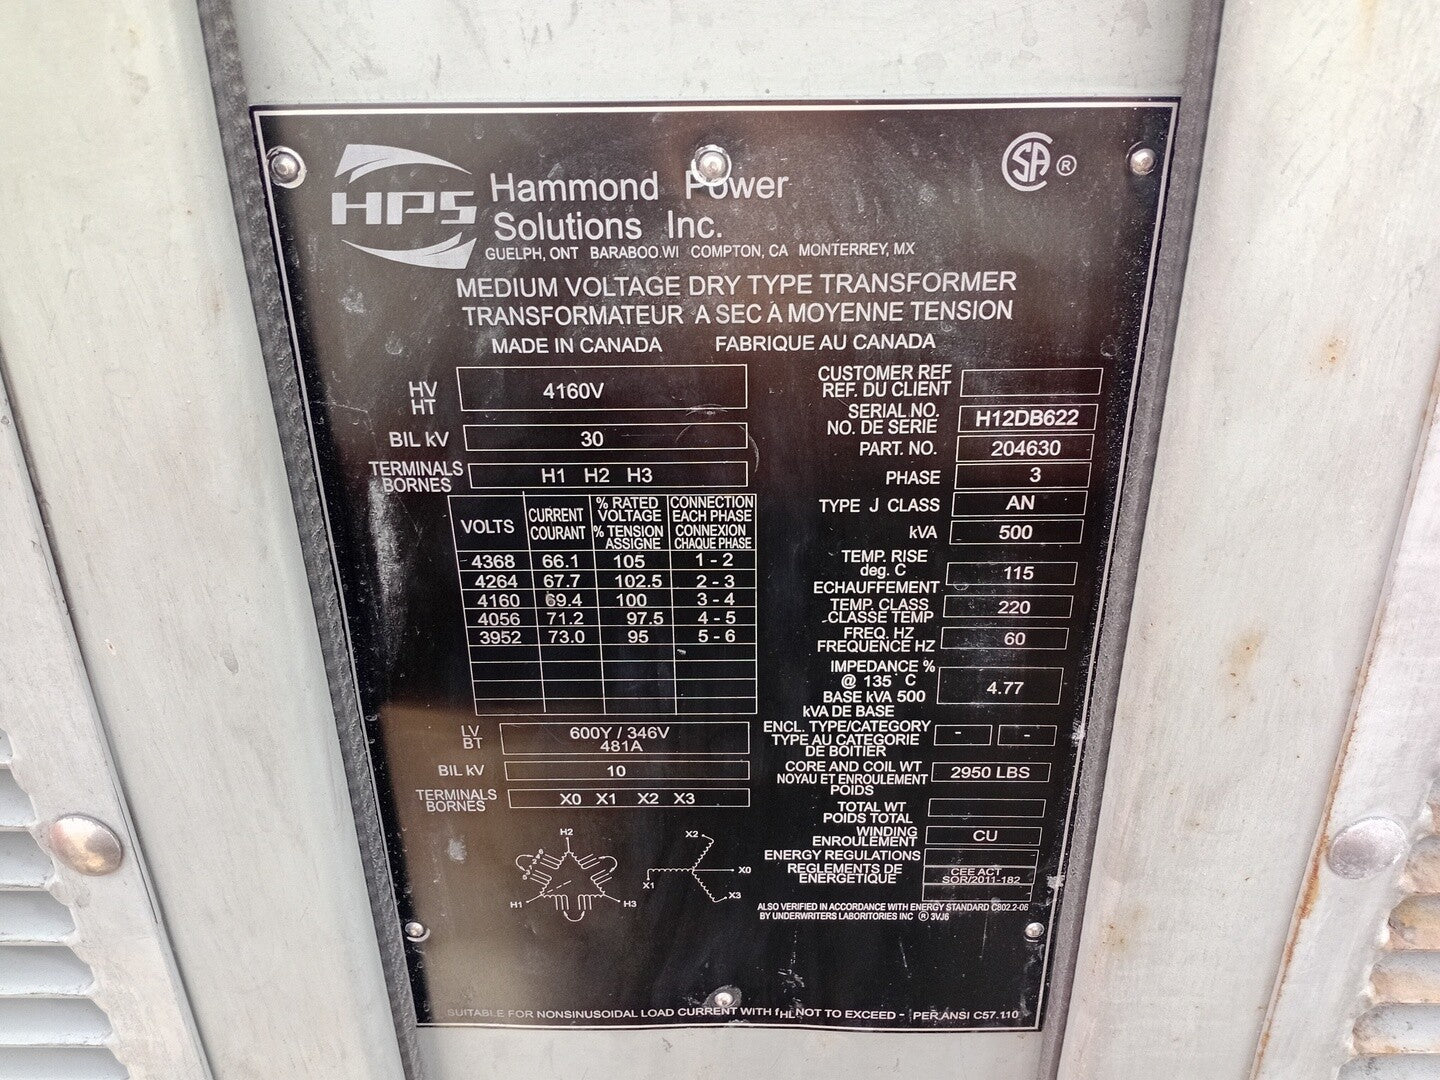 HPS Hammond Power
Solutions Inc.
GUELPH, ONT BARABOO.WI COMPTON, CA MONTERREY, MX
SA ®
MEDIUM VOLTAGE DRY TYPE TRANSFORMER
TRANSFORMATEUR A SEC À MOYENNE TENSION
MADE IN CANADA FABRIQUE AU CANADA
HV
HT
4160V
BIL kV 30
TERMINALS
BORNES
H1 H2 H3
VOLTS
CURRENT
COURANT
% RATED
VOLTAGE
% TENSION
ASSIGNE
CONNECTION
EACH PHASE
CONNEXION
CHAQUE PHASE
4368 66.1 105 1 - 2
4264 67.7 102.5 2 - 3
4160 69.4 100 3 - 4
4056 71.2 97.5 4 - 5
3952 73.0 95 5 - 6
LV
BT
600Y / 346V
481A
BIL kV 10
TERMINALS
BORNES
X0 X1 X2 X3
H2
H1
H3
X2
X0
X1
X3
CUSTOMER REF
REF. DU CLIENT
SERIAL NO.
NO. DE SERIE
H12DB622
PART. NO. 204630
PHASE 3
TYPE J CLASS AN
kVA 500
TEMP. RISE
deg. C
ECHAUFFEMENT
115
TEMP. CLASS
CLASSE TEMP
220
FREQ. HZ
FREQUENCE HZ
60
IMPEDANCE %
@ 135 ° C
BASE kVA 500
kVA DE BASE
4.77
ENCL. TYPE/CATEGORY
TYPE AU CATEGORIE
DE BOITIER
- -
CORE AND COIL WT
NOYAU ET ENROULEMENT
POIDS
2950 LBS
TOTAL WT
POIDS TOTAL
WINDING
ENROULEMENT
CU
ENERGY REGULATIONS
REGLEMENTS DE
ENERGETIQUE
CEE ACT
SOR/2011-182
ALSO VERIFIED IN ACCORDANCE WITH ENERGY STANDARD C802.2-06
BY UNDERWRITERS LABORITORIES INC ® 3VJ6
SUITABLE FOR NONSINUSOIDAL LOAD CURRENT WITH fHL NOT TO EXCEED - PER ANSI C57.110